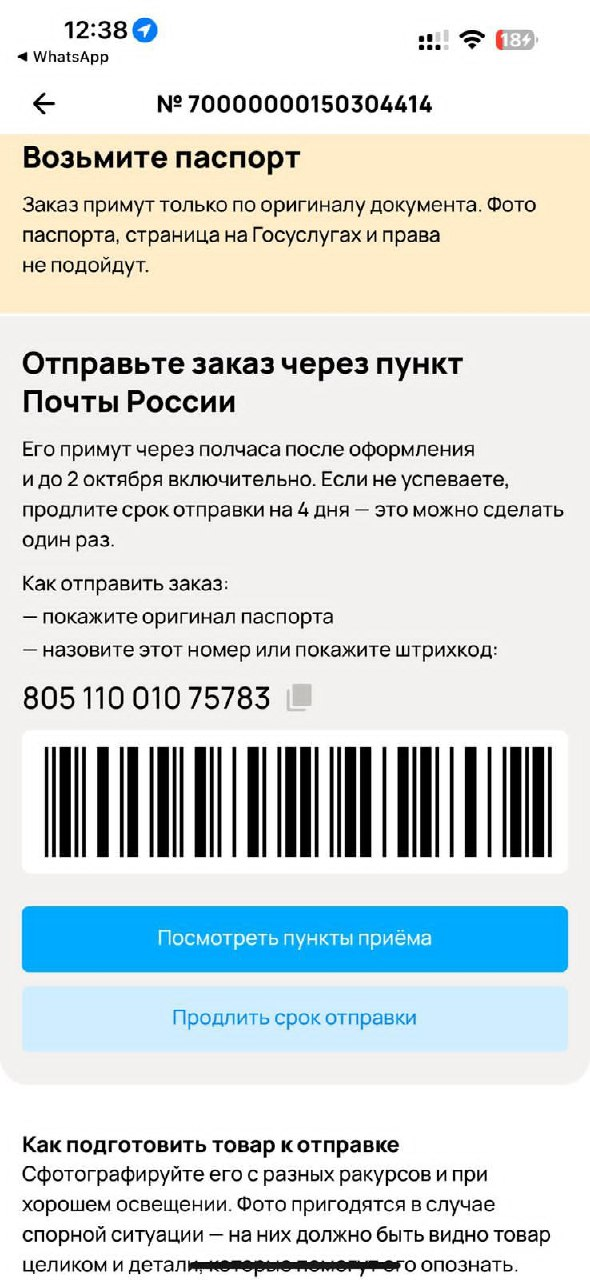 12:38
◀ WhatsApp
18
№ 70000000150304414
Возьмите паспорт
Заказ примут только по оригиналу документа. Фото
паспорта, страница на Госуслугах и права
не подойдут.
Отправьте заказ через пункт
Почты России
Его примут через полчаса после оформления
и до 2 октября включительно. Если не успеваете,
продлите срок отправки на 4 дня — это можно сделать
один раз.
Как отправить заказ:
— покажите оригинал паспорта
— назовите этот номер или покажите штрихкод:
805 110 010 75783
Посмотреть пункты приёма
Продлить срок отправки
Как подготовить товар к отправке
Сфотографируйте его с разных ракурсов и при
хорошем освещении. Фото пригодятся в случае
спорной ситуации — на них должно быть видно товар
целиком и детали, которые помогут его опознать.